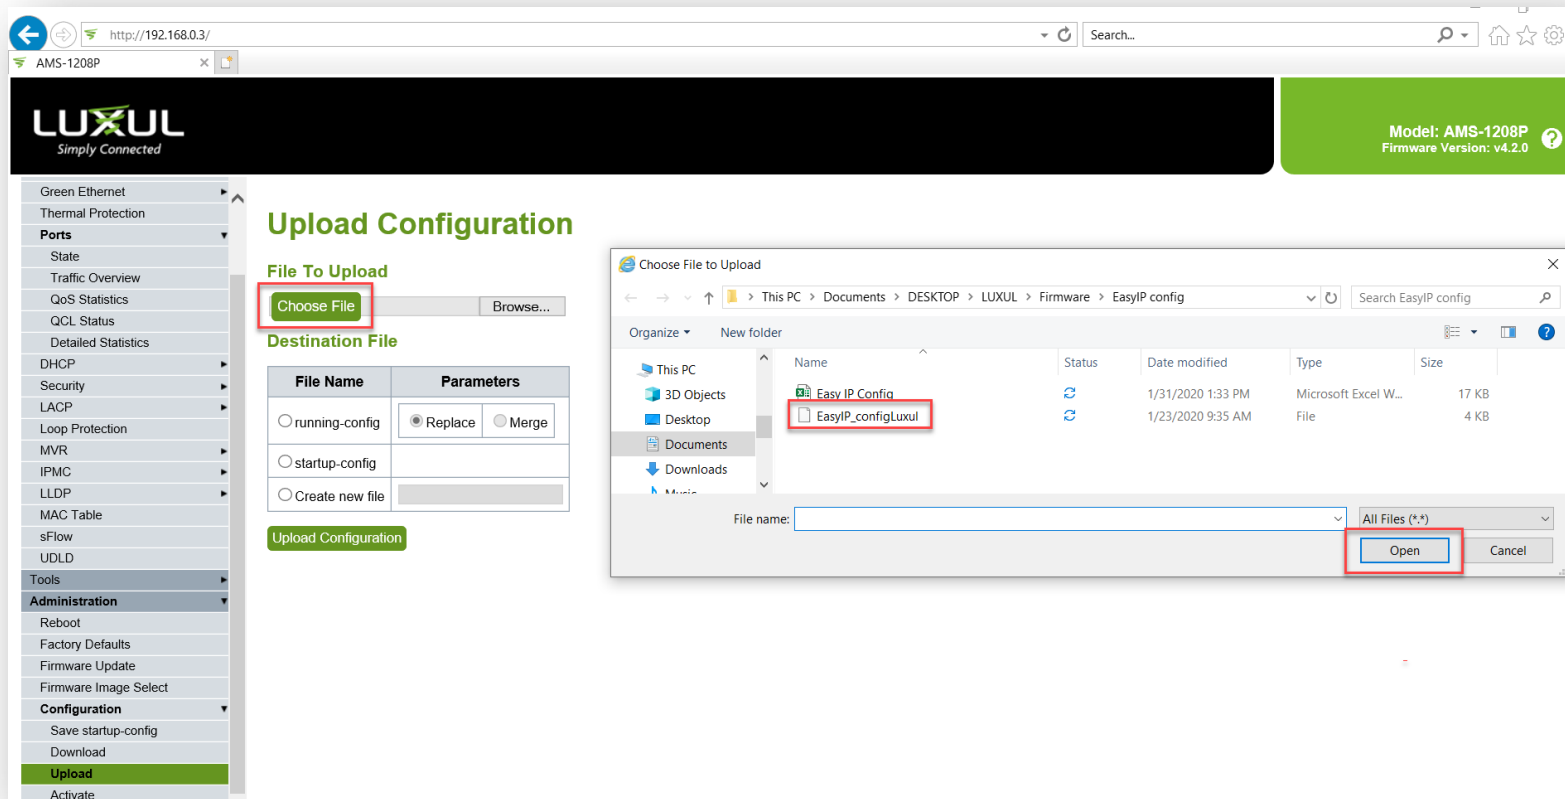 http://192.168.0.3/
Search...
AMS-1208P
LUXUL
Simply Connected
Model: AMS-1208P
Firmware Version: v4.2.0
?
Green Ethernet
Thermal Protection
Ports
State
Traffic Overview
QoS Statistics
QCL Status
Detailed Statistics
DHCP
Security
LACP
Loop Protection
MVR
IPMC
LLDP
MAC Table
sFlow
UDLD
Tools
Administration
Reboot
Factory Defaults
Firmware Update
Firmware Image Select
Configuration
Save startup-config
Download
Upload
Activate
Upload Configuration
File To Upload
Choose File
Browse...
Destination File
File Name Parameters
running-config Replace Merge
startup-config
Create new file
Upload Configuration
Choose File to Upload
This PC > Documents > DESKTOP > LUXUL > Firmware > EasyIP config
Search EasyIP config
Organize New folder
?
This PC
3D Objects
Desktop
Documents
Downloads
Music
Name Status Date modified Type Size
Easy IP Config 1/31/2020 1:33 PM Microsoft Excel W... 17 KB
EasyIP_configLuxul 1/23/2020 9:35 AM File 4 KB
File name:
All Files (*.*)
Open Cancel